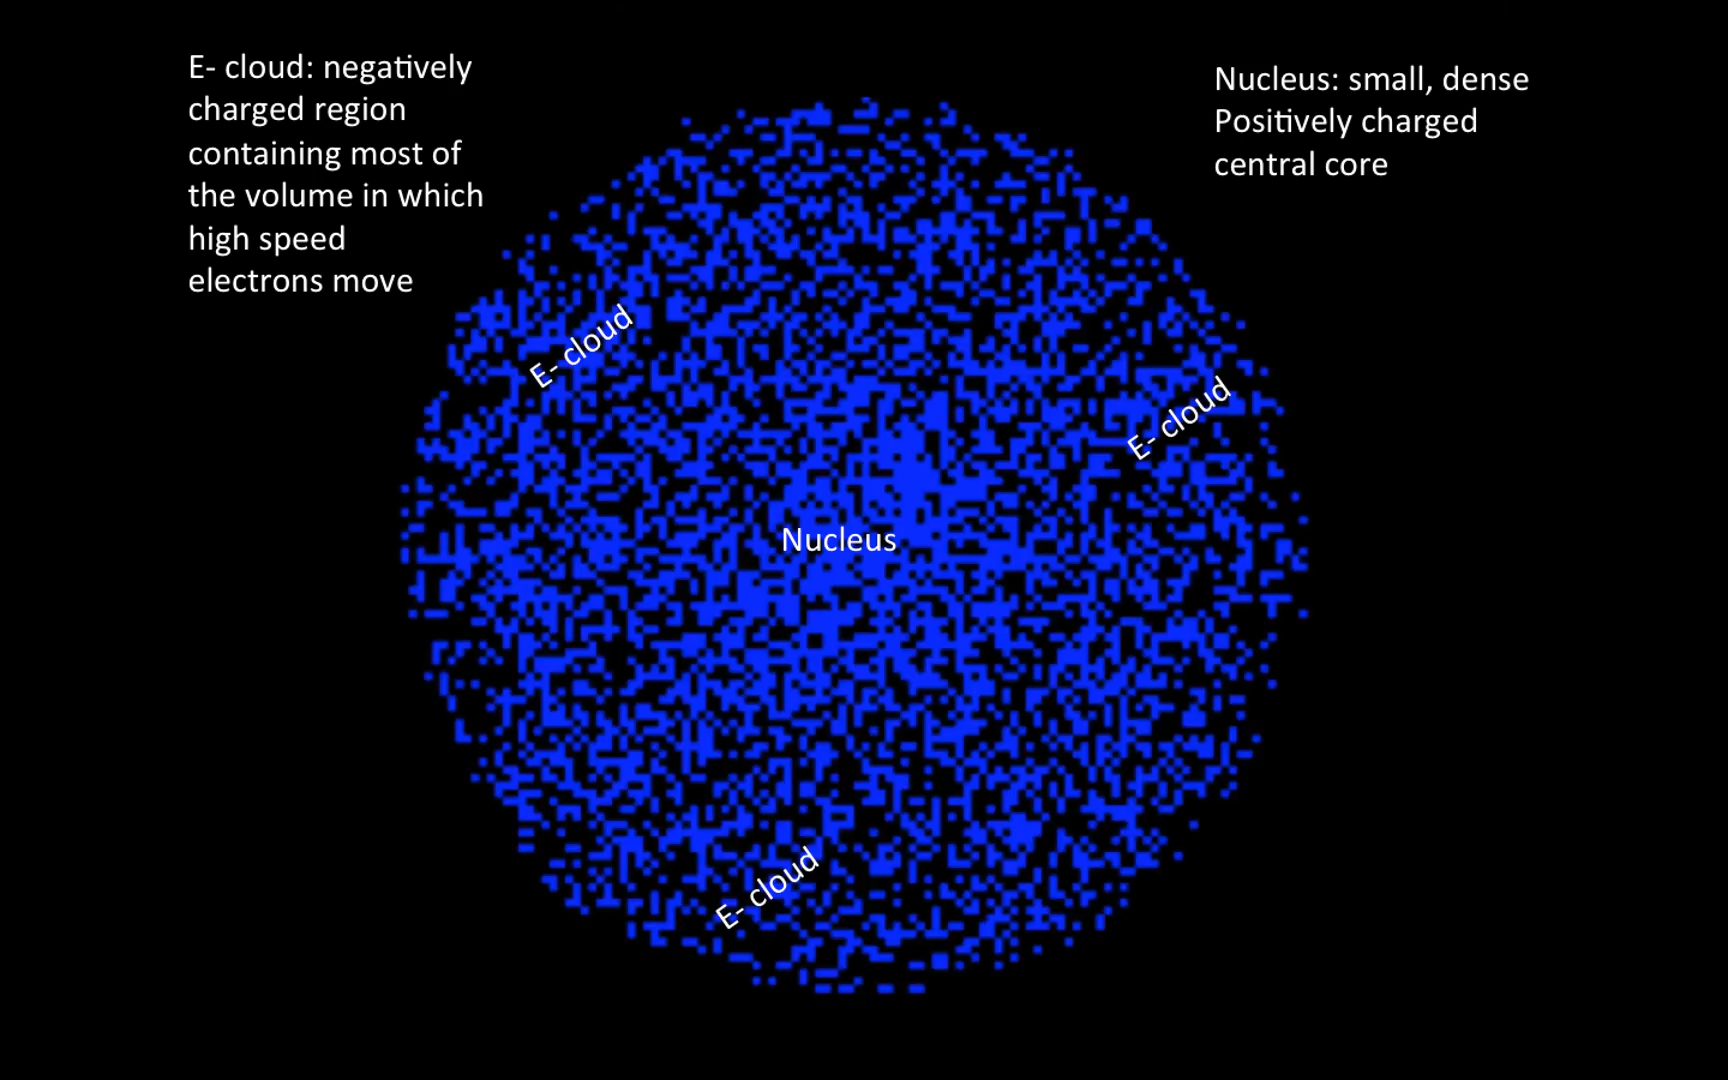 E- cloud: negatively
charged region
containing most of
the volume in which
high speed
electrons move
Nucleus: small, dense
Positively charged
central core
E- cloud
E- cloud
Nucleus
E- cloud